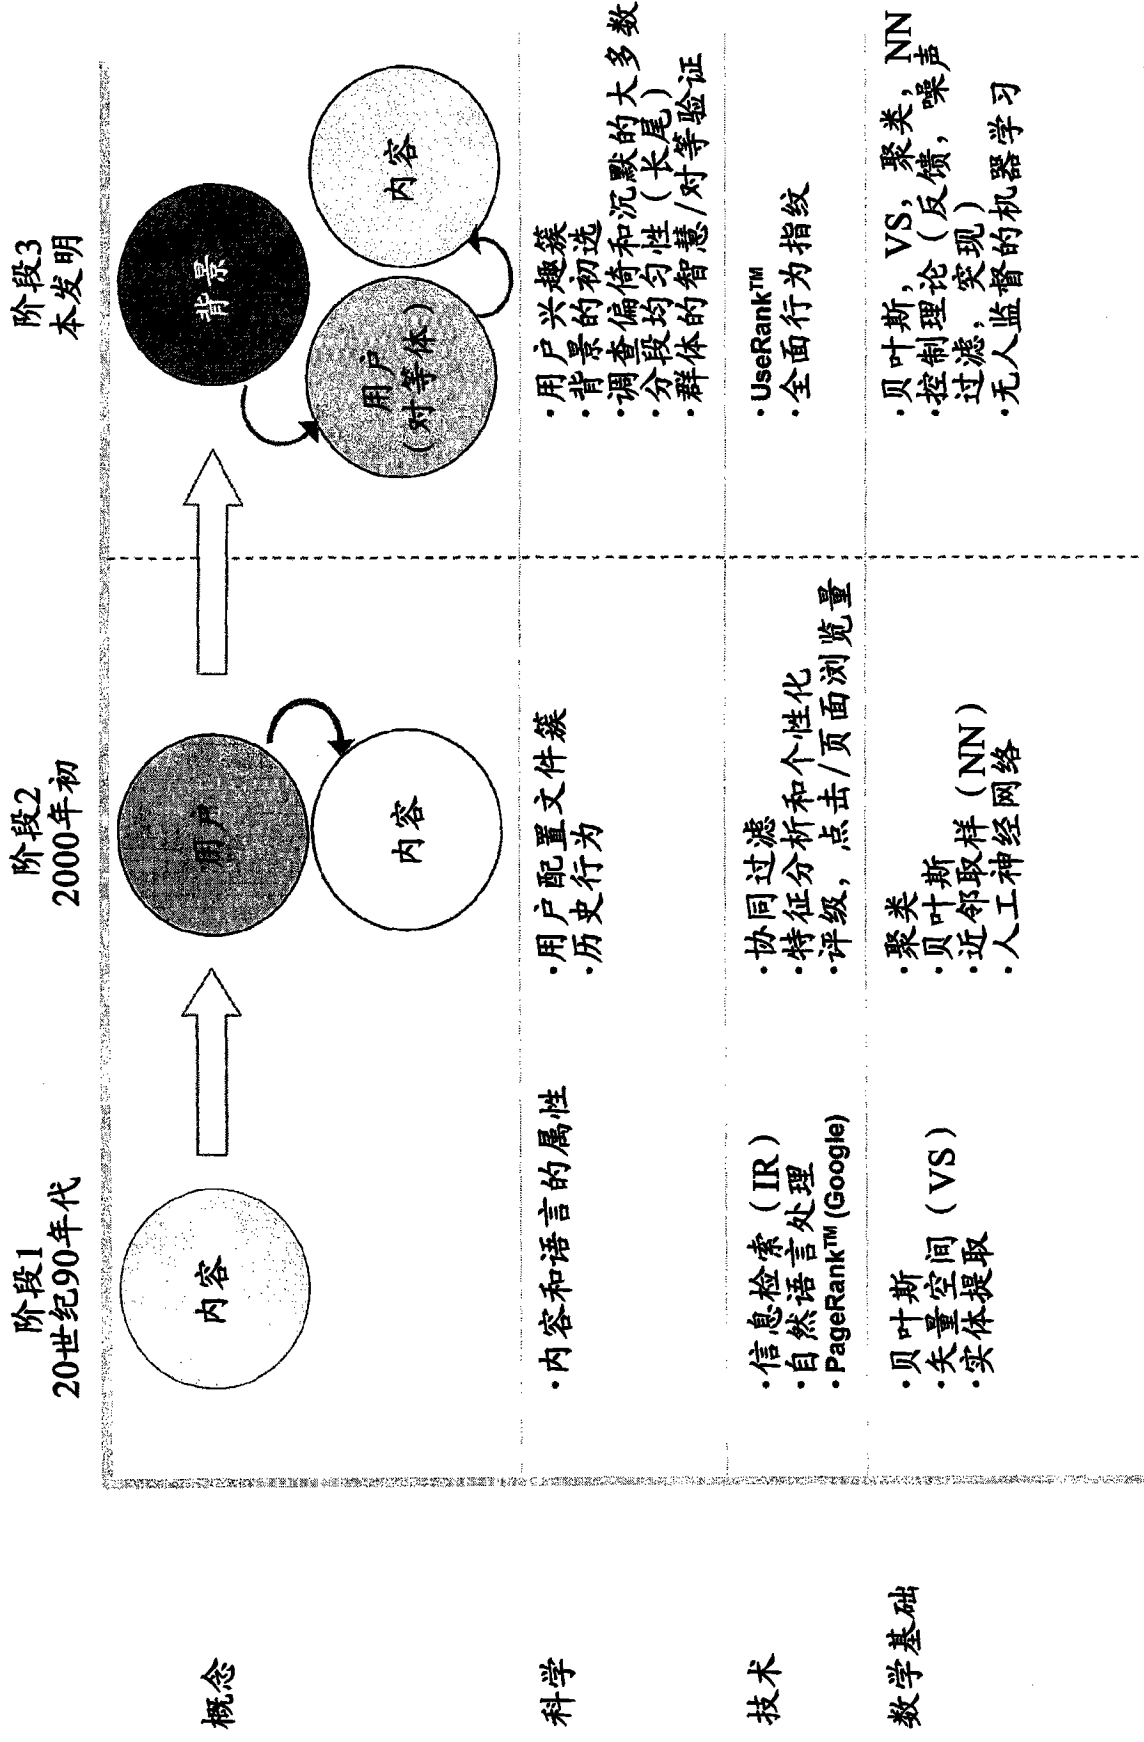 阶段1
20世纪90年代
阶段2
2000年初
阶段3
本发明
概念
内容
用户
内容
背景
用户
（对等体）
内容
科学
·内容和语言的属性
·用户配置文件簇
·历史行为
·用户兴趣簇
·背景的初选
·调查偏倚和沉默的大多数
·分段均匀性（长尾）
·群体的智慧/对等验证
技术
·信息检索（IR）
·自然语言处理
·PageRank™ (Google)
·协同过滤
·特征分析和个性化
·评级，点击/页面浏览量
·UseRank™
·全面行为指纹
数学基础
·贝叶斯
·矢量空间（VS）
·实体提取
·聚类
·贝叶斯
·近邻取样（NN）
·人工神经网络
·贝叶斯，VS，聚类，NN
·控制理论（反馈，噪声
过滤，突现）
·无人监督的机器学习